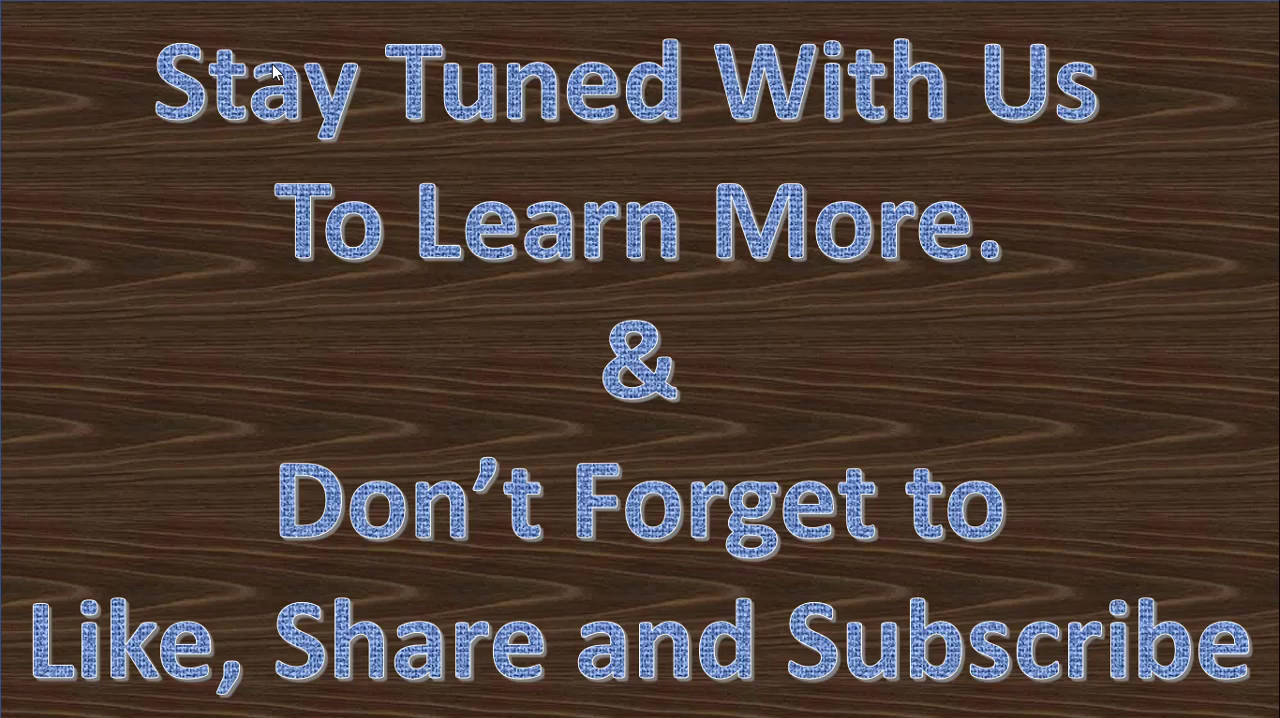 Stay Tuned With Us
To Learn More.
&
Don’t Forget to
Like, Share and Subscribe